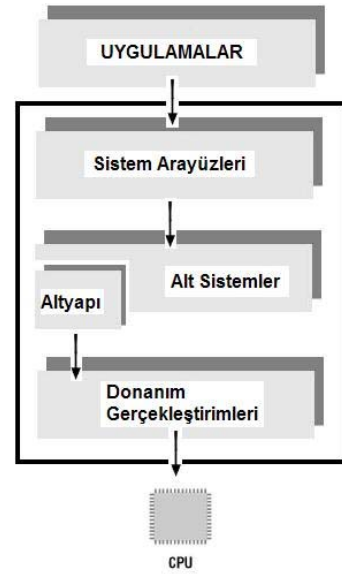 UYGULAMALAR
Sistem Arayüzleri
Alt Sistemler
Altyapı
Donanım
Gerçekleştirimleri
CPU